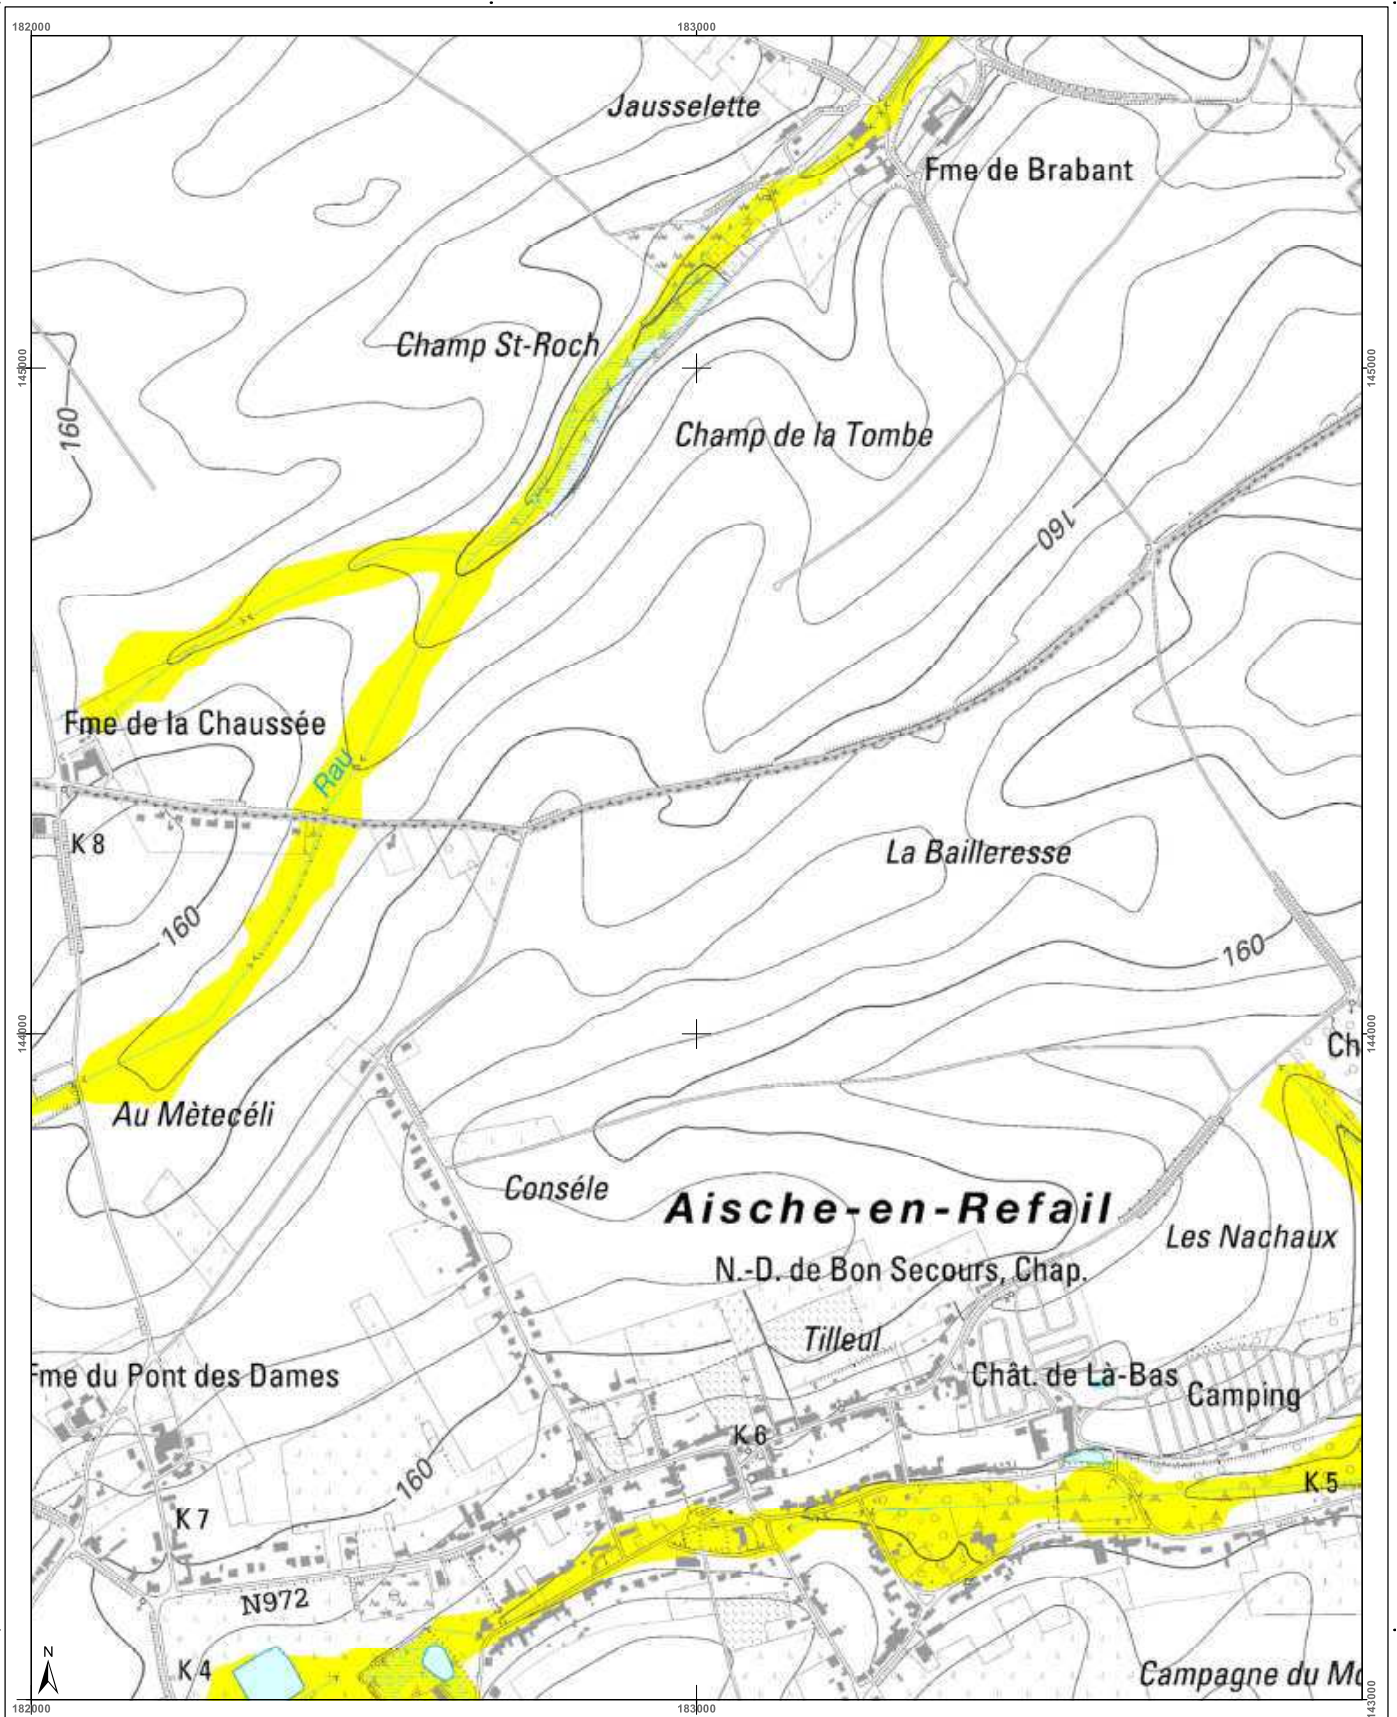 182000
183000
Jausselette
Fme de Brabant
Champ St-Roch
145000
145000
160
Champ de la Tombe
160
Fme de la Chaussée
Rau
K 8
La Bailleresse
160
160
144000
144000
Ch
Au Mètecéli
Conséle
Aische-en-Refail
Les Nachaux
N.-D. de Bon Secours, Chap.
Tilleul
Fme du Pont des Dames
Chât. de Là-Bas
Camping
K 6
160
K 5
K 7
N972
N
K 4
Campagne du Mo
182000
183000
143000